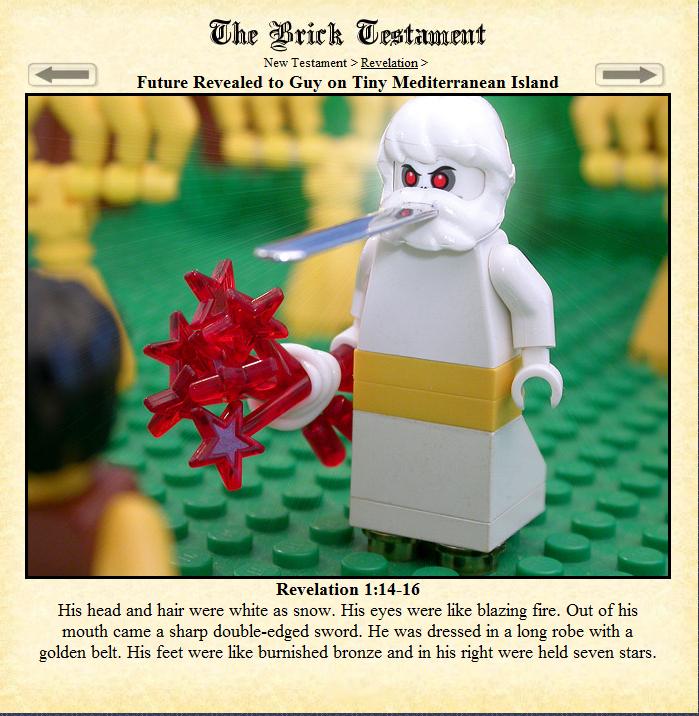 The Brick Testament
New Testament > Revelation >
Future Revealed to Guy on Tiny Mediterranean Island
Revelation 1:14-16
His head and hair were white as snow. His eyes were like blazing fire. Out of his
mouth came a sharp double-edged sword. He was dressed in a long robe with a
golden belt. His feet were like burnished bronze and in his right were held seven stars.